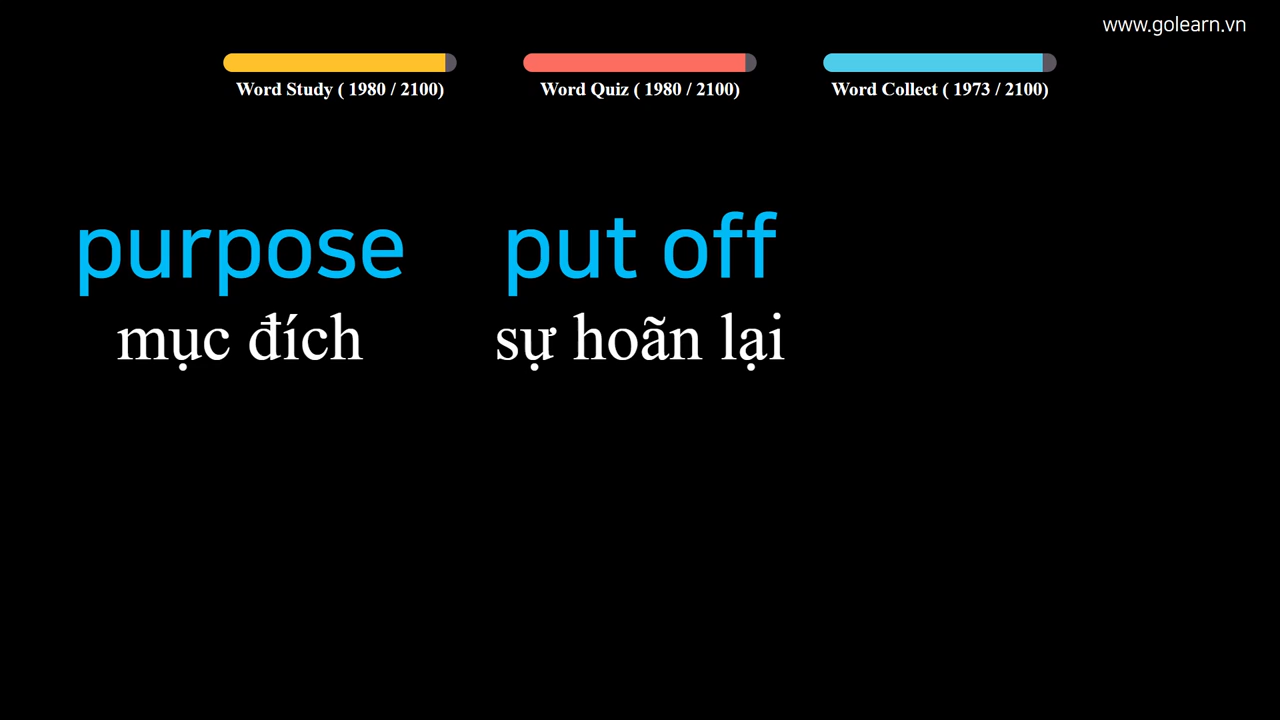 www.golearn.vn
Word Study ( 1980 / 2100)
Word Quiz ( 1980 / 2100)
Word Collect ( 1973 / 2100)
purpose
mục đích
put off
sự hoãn lại